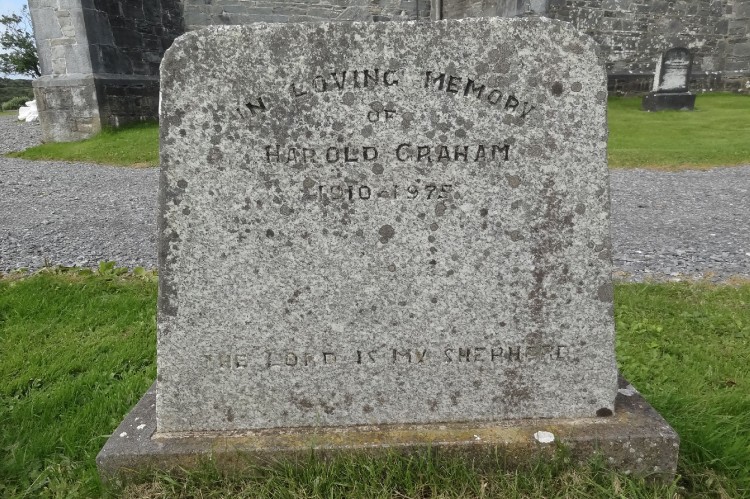 IN LOVING MEMORY
OF
HAROLD GRAHAM
1910-1975
THE LORD IS MY SHEPHERD